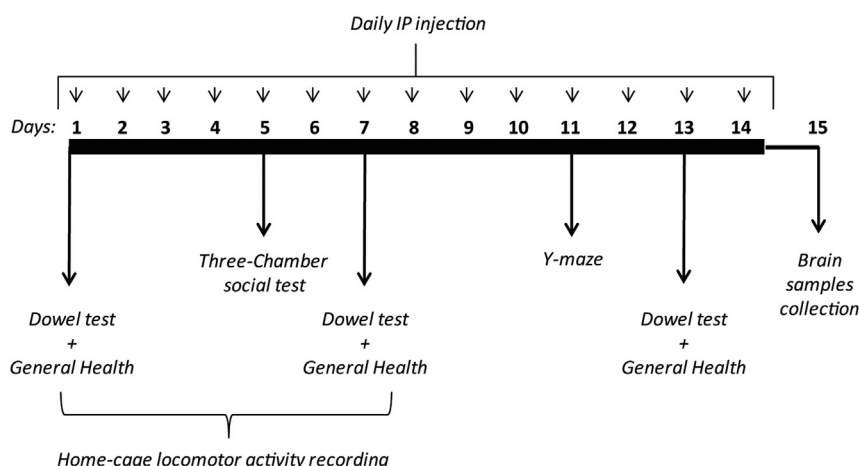 Daily IP injection
Days: 1 2 3 4 5 6 7 8 9 10 11 12 13 14 15
Three-Chamber
social test
Y-maze
Brain
samples
collection
Dowel test
+
General Health
Dowel test
+
General Health
Dowel test
+
General Health
Home-cage locomotor activity recording